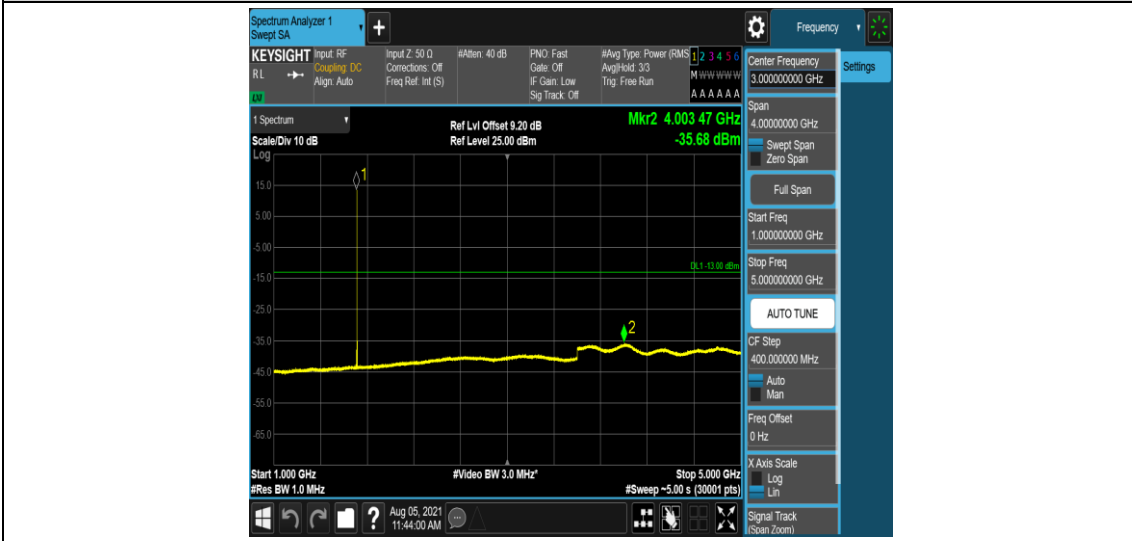 Spectrum Analyzer 1
Swept SA
Frequency
KEYSIGHT
Input: RF
Input Z: 50 Ω
#Atten: 40 dB
PNO: Fast
#Avg Type: Power (RMS
1 2 3 4 5 6
R L
Coupling: DC
Corrections: Off
Gate: Off
Avg|Hold: 3/3
M W W W W W
Align: Auto
Freq Ref: Int (S)
IF Gain: Low
Trig: Free Run
Sig Track: Off
A A A A A A
Center Frequency
3.000000000 GHz
Settings
Span
4.00000000 GHz
Swept Span
Zero Span
Full Span
Start Freq
1.000000000 GHz
Stop Freq
5.000000000 GHz
AUTO TUNE
CF Step
400.000000 MHz
Auto
Man
Freq Offset
0 Hz
X Axis Scale
Log
Lin
Signal Track
(Span Zoom)
1 Spectrum
Scale/Div 10 dB
Ref Lvl Offset 9.20 dB
Ref Level 25.00 dBm
Mkr2 4.003 47 GHz
-35.68 dBm
Log
1
15.0
5.00
-5.00
DL1 -13.00 dBm
-15.0
-25.0
2
-35.0
-45.0
-55.0
-65.0
Start 1.000 GHz
#Video BW 3.0 MHz*
Stop 5.000 GHz
#Res BW 1.0 MHz
#Sweep ~5.00 s (30001 pts)
?
Aug 05, 2021
11:44:00 AM